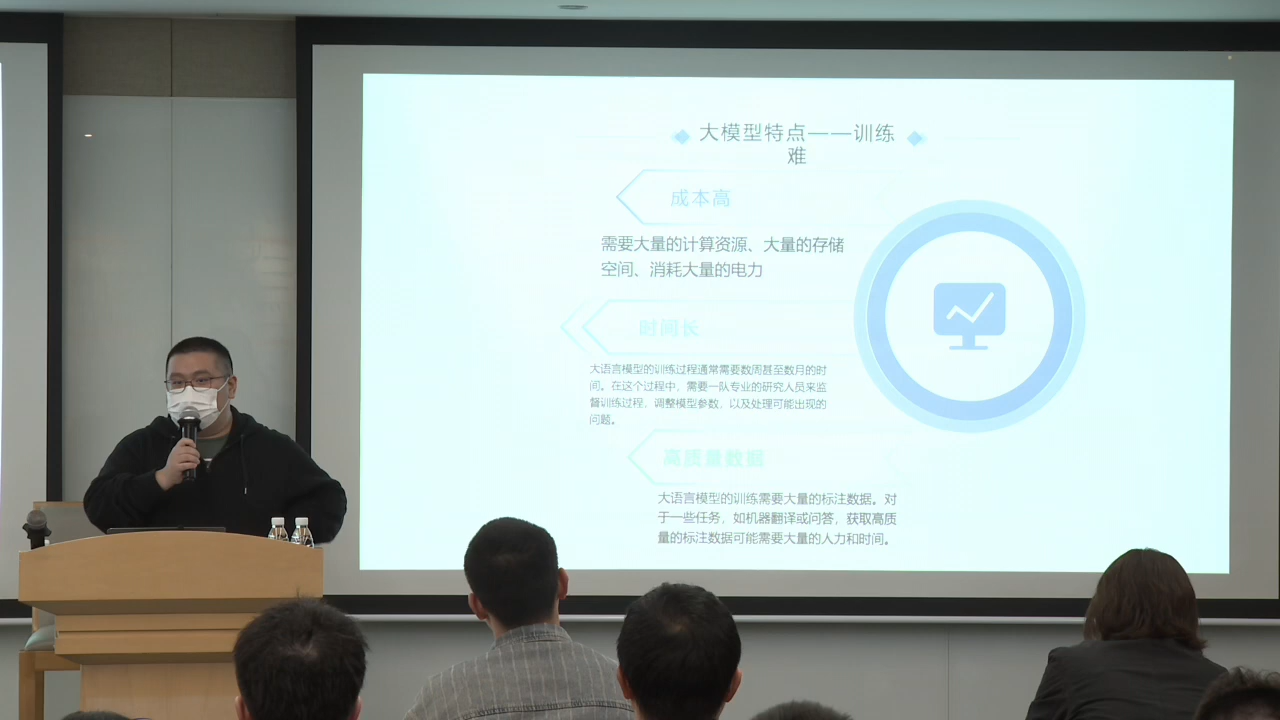 大模型特点——训练
难
成本高
需要大量的计算资源、大量的存储
空间、消耗大量的电力
时间长
大语言模型的训练过程通常需要数周甚至数月的时
间。在这个过程中，需要一队专业的研究人员来监
督训练过程，调整模型参数，以及处理可能出现的
问题。
高质量数据
大语言模型的训练需要大量的标注数据。对
于一些任务，如机器翻译或问答，获取高质
量的标注数据可能需要大量的人力和时间。